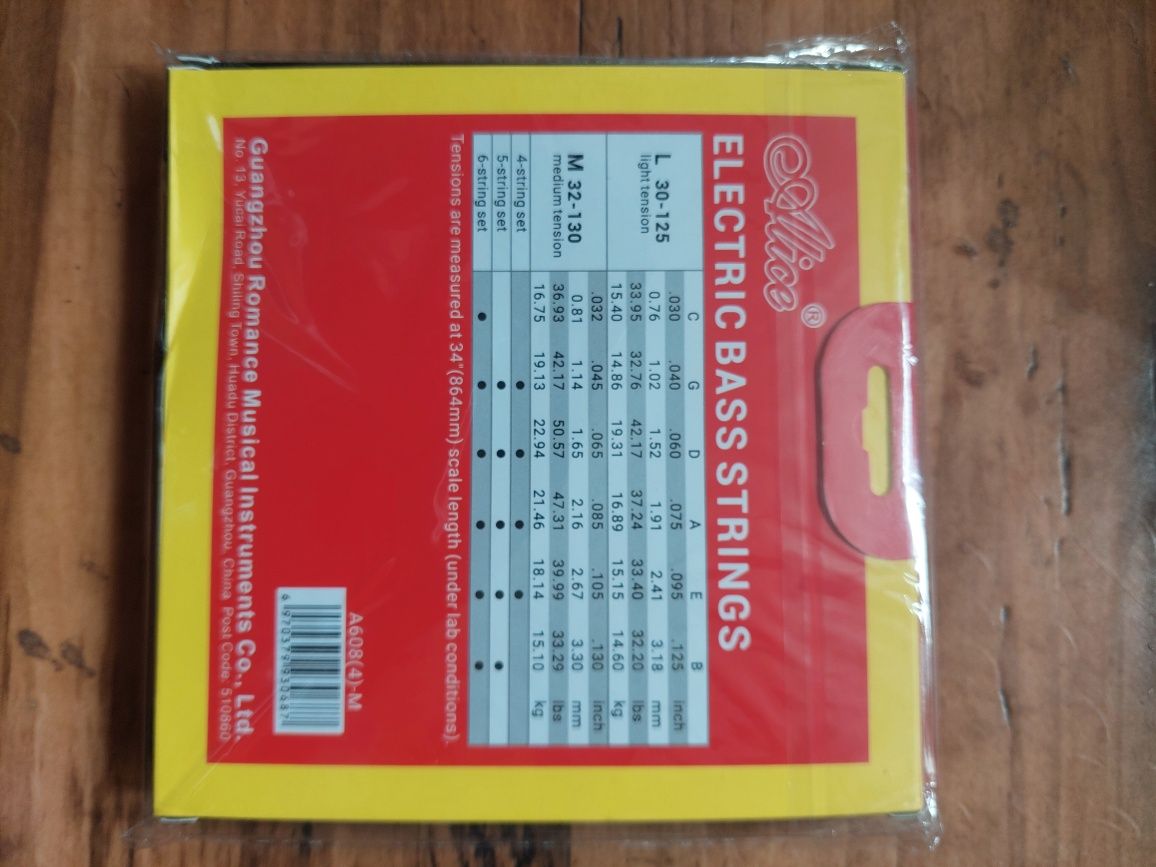 Alice®
ELECTRIC BASS STRINGS
C G D A E B
L 30-125 .030 .040 .060 .075 .095 .125 inch
light tension 0.76 1.02 1.52 1.91 2.41 3.18 mm
33.95 32.76 42.17 37.24 33.40 32.20 lbs
15.40 14.86 19.31 16.89 15.15 14.60 kg
M 32-130 .032 .045 .065 .085 .105 .130 inch
medium tension 0.81 1.14 1.65 2.16 2.67 3.30 mm
36.93 42.17 50.57 47.31 39.99 33.29 lbs
16.75 19.13 22.94 21.46 18.14 15.10 kg
4-string set ● ● ● ●
5-string set ● ● ● ● ●
6-string set ● ● ● ● ● ●
Tensions are measured at 34"(864mm) scale length (under lab conditions).
A608(4)-M
6 970379 930687
Guangzhou Romance Musical Instruments Co., Ltd.
No. 13, Yucai Road, Shiling Town, Huadu District, Guangzhou, China Post Code: 510860